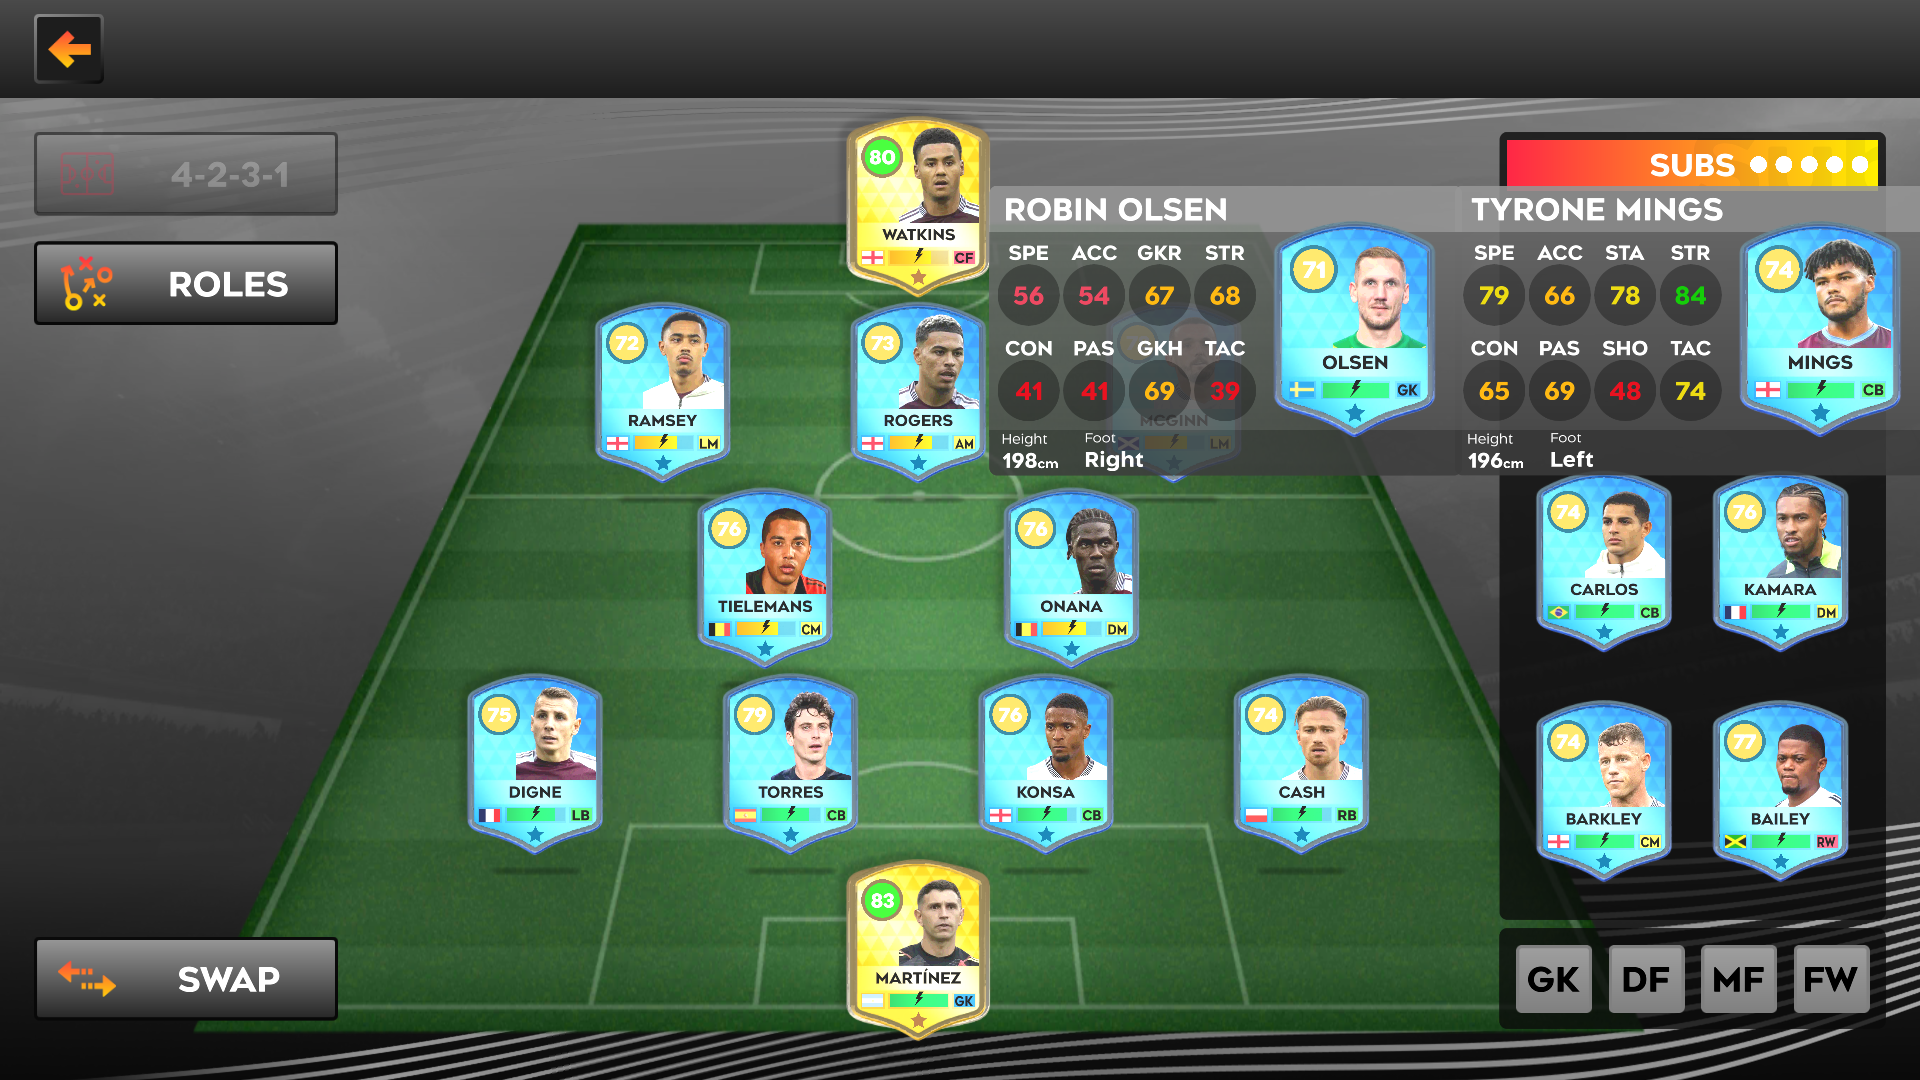 4-2-3-1
ROLES
SWAP
80
WATKINS
CF
72
RAMSEY
LM
73
ROGERS
AM
MCGINN
LM
76
TIELEMANS
CM
76
ONANA
DM
75
DIGNE
LB
79
TORRES
CB
76
KONSA
CB
74
CASH
RB
83
MARTÍNEZ
GK
ROBIN OLSEN
SPE ACC GKR STR
56 54 67 68
CON PAS GKH TAC
41 41 69 39
Height Foot
198cm Right
71
OLSEN
GK
SUBS
TYRONE MINGS
SPE ACC STA STR
79 66 78 84
CON PAS SHO TAC
65 69 48 74
Height Foot
196cm Left
74
MINGS
CB
74
CARLOS
CB
76
KAMARA
DM
74
BARKLEY
CM
77
BAILEY
RW
GK DF MF FW